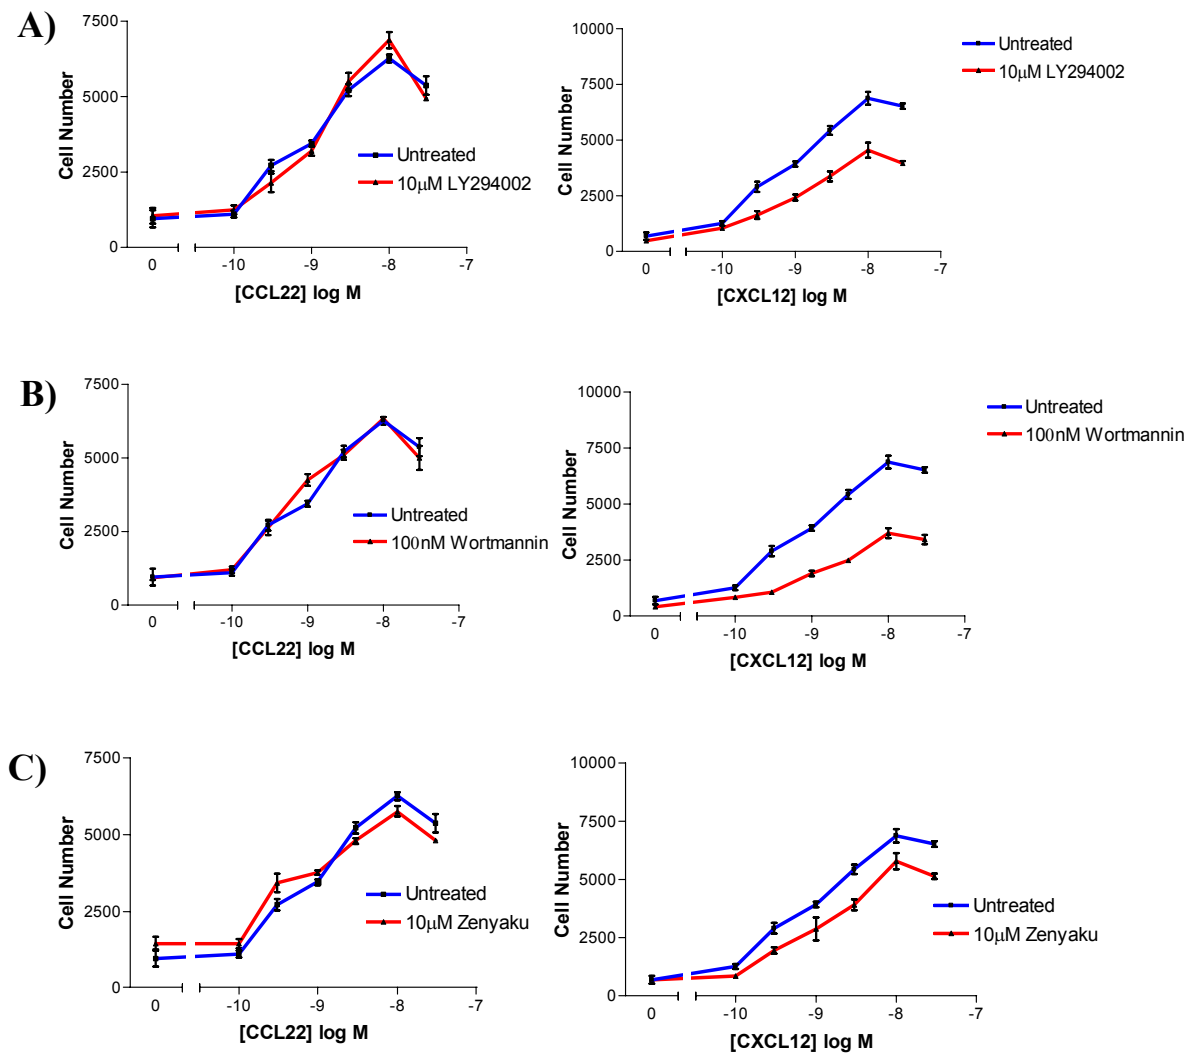 A)
7500
5000
2500
0
Cell Number
0 -10 -9 -8 -7
[CCL22] log M
Untreated
10μM LY294002
10000
7500
5000
2500
0
Cell Number
0 -10 -9 -8 -7
[CXCL12] log M
Untreated
10μM LY294002
B)
7500
5000
2500
0
Cell Number
0 -10 -9 -8 -7
[CCL22] log M
Untreated
100nM Wortmannin
10000
7500
5000
2500
0
Cell Number
0 -10 -9 -8 -7
[CXCL12] log M
Untreated
100nM Wortmannin
C)
7500
5000
2500
0
Cell Number
0 -10 -9 -8 -7
[CCL22] log M
Untreated
10μM Zenyaku
10000
7500
5000
2500
0
Cell Number
0 -10 -9 -8 -7
[CXCL12] log M
Untreated
10μM Zenyaku